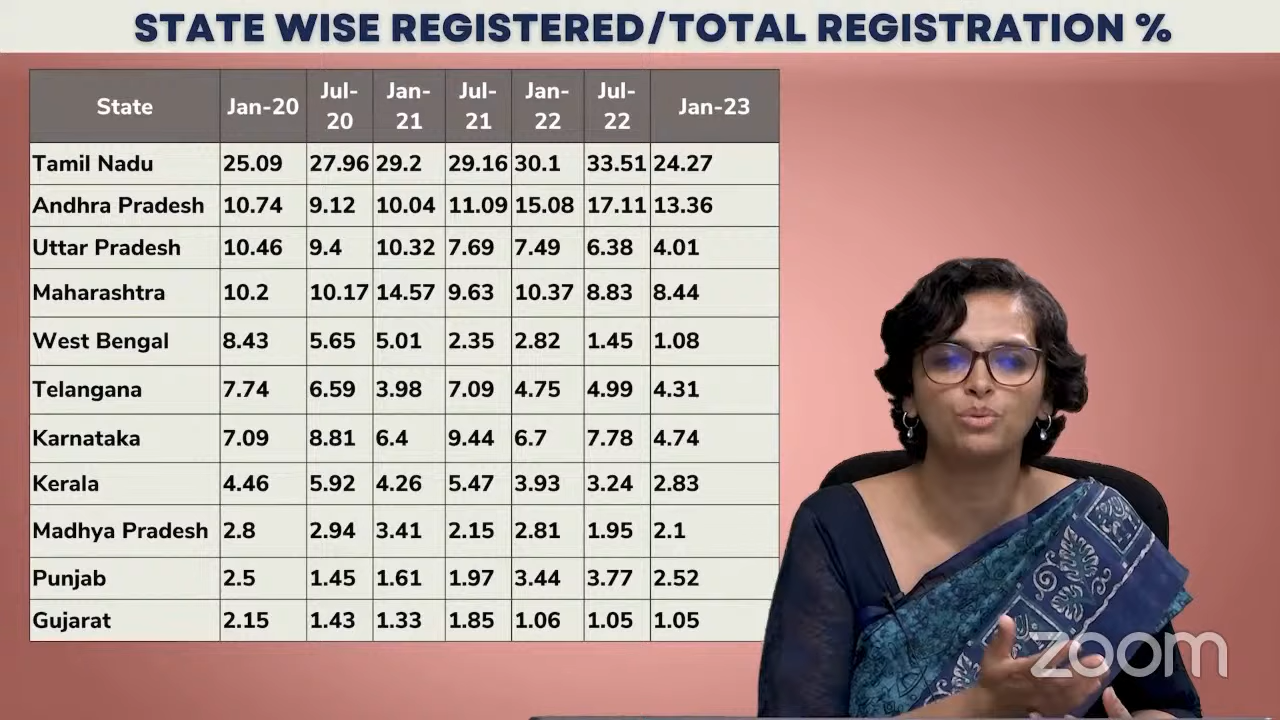 STATE WISE REGISTERED/TOTAL REGISTRATION %
State Jan-20 Jul-20 Jan-21 Jul-21 Jan-22 Jul-22 Jan-23
Tamil Nadu 25.09 27.96 29.2 29.16 30.1 33.51 24.27
Andhra Pradesh 10.74 9.12 10.04 11.09 15.08 17.11 13.36
Uttar Pradesh 10.46 9.4 10.32 7.69 7.49 6.38 4.01
Maharashtra 10.2 10.17 14.57 9.63 10.37 8.83 8.44
West Bengal 8.43 5.65 5.01 2.35 2.82 1.45 1.08
Telangana 7.74 6.59 3.98 7.09 4.75 4.99 4.31
Karnataka 7.09 8.81 6.4 9.44 6.7 7.78 4.74
Kerala 4.46 5.92 4.26 5.47 3.93 3.24 2.83
Madhya Pradesh 2.8 2.94 3.41 2.15 2.81 1.95 2.1
Punjab 2.5 1.45 1.61 1.97 3.44 3.77 2.52
Gujarat 2.15 1.43 1.33 1.85 1.06 1.05 1.05
zoom